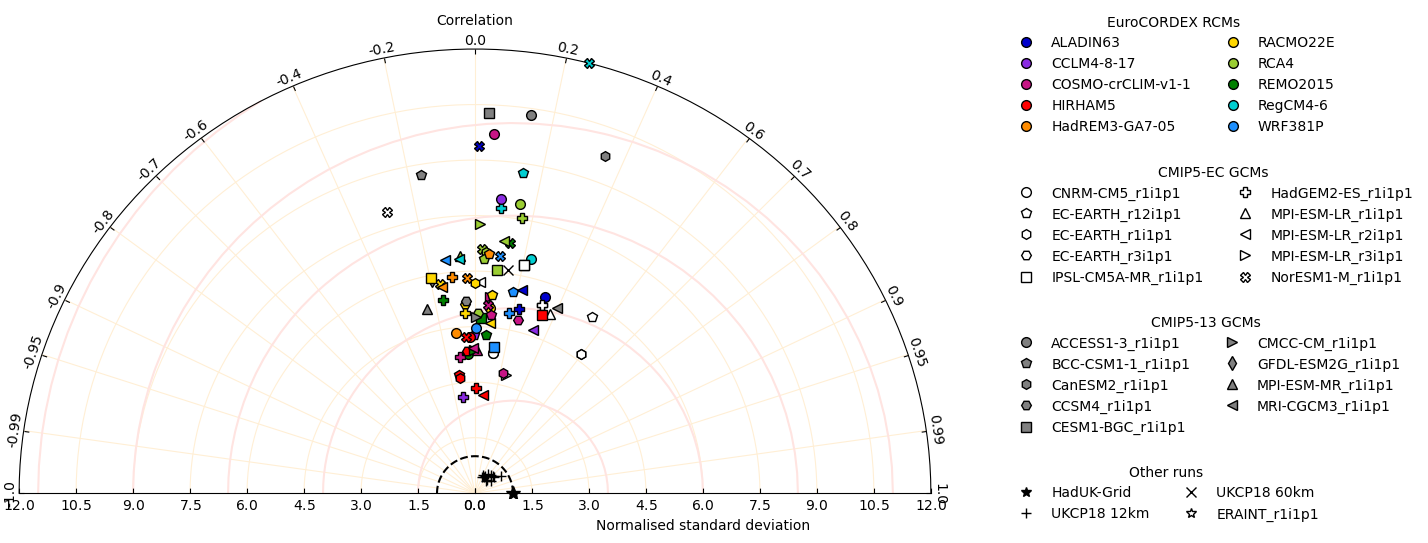 Correlation
0.0
-0.2
0.2
-0.4
0.4
-0.6
0.6
-0.7
0.7
-0.8
0.8
-0.9
0.9
-0.95
0.95
-0.99
0.99
-1.0
1.0
12.0 10.5 9.0 7.5 6.0 4.5 3.0 1.5 0.0 1.5 3.0 4.5 6.0 7.5 9.0 10.5 12.0
Normalised standard deviation
EuroCORDEX RCMs
ALADIN63 RACMO22E
CCLM4-8-17 RCA4
COSMO-crCLIM-v1-1 REMO2015
HIRHAM5 RegCM4-6
HadREM3-GA7-05 WRF381P
CMIP5-EC GCMs
CNRM-CM5_r1i1p1 HadGEM2-ES_r1i1p1
EC-EARTH_r12i1p1 MPI-ESM-LR_r1i1p1
EC-EARTH_r1i1p1 MPI-ESM-LR_r2i1p1
EC-EARTH_r3i1p1 MPI-ESM-LR_r3i1p1
IPSL-CM5A-MR_r1i1p1 NorESM1-M_r1i1p1
CMIP5-13 GCMs
ACCESS1-3_r1i1p1 CMCC-CM_r1i1p1
BCC-CSM1-1_r1i1p1 GFDL-ESM2G_r1i1p1
CanESM2_r1i1p1 MPI-ESM-MR_r1i1p1
CCSM4_r1i1p1 MRI-CGCM3_r1i1p1
CESM1-BGC_r1i1p1
Other runs
HadUK-Grid UKCP18 60km
UKCP18 12km ERAINT_r1i1p1